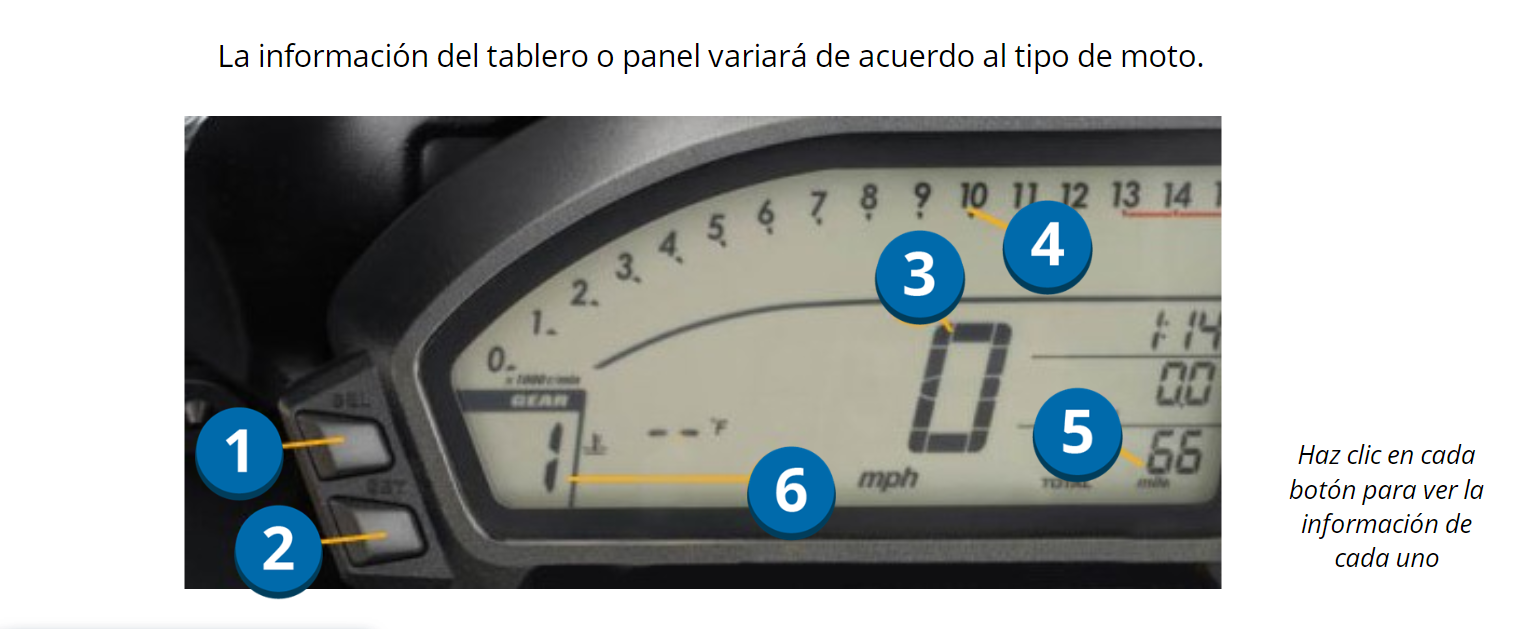 La información del tablero o panel variará de acuerdo al tipo de moto.
0 1 2 3 4 5 6 7 8 9 10 11 12 13 14
x 1000 r/min
GEAR
1
°F
0
mph
1:14
0.0
TOTAL
66
mile
SEL
SET
1
2
3
4
5
6
Haz clic en cada
botón para ver la
información de
cada uno